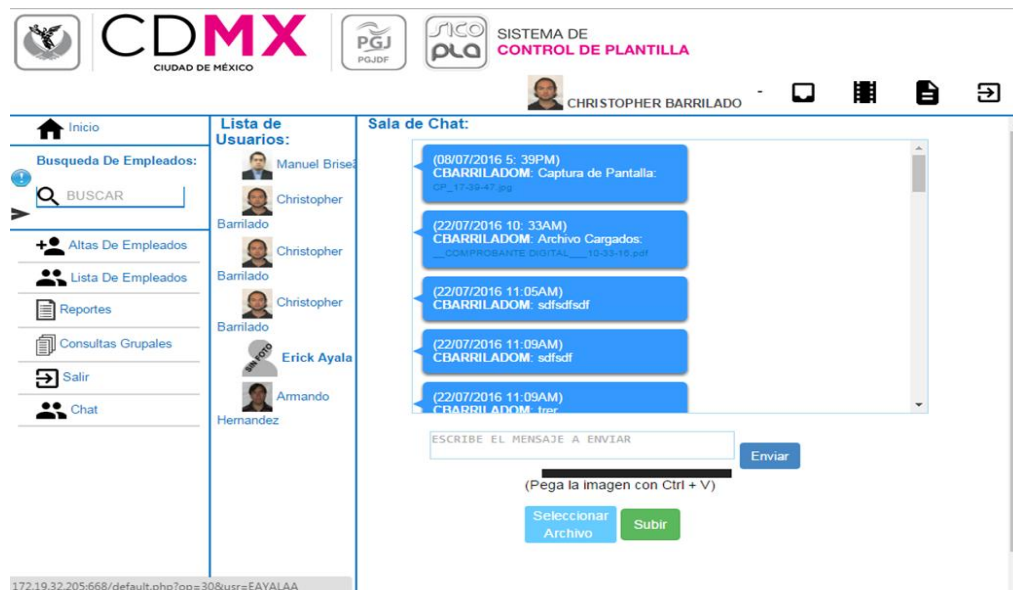 CDMX
CIUDAD DE MÉXICO
PGJ
PGJDF
SICO
PLA
SISTEMA DE
CONTROL DE PLANTILLA
CHRISTOPHER BARRILADO
Inicio
Busqueda De Empleados:
BUSCAR
Altas De Empleados
Lista De Empleados
Reportes
Consultas Grupales
Salir
Chat
Lista de
Usuarios:
Manuel Brise
Christopher
Barrilado
Christopher
Barrilado
Christopher
Barrilado
SIN FOTO
Erick Ayala
Armando
Hernandez
Sala de Chat:
(08/07/2016 5: 39PM)
CBARRILADOM: Captura de Pantalla:
CP_17-39-47.jpg
(22/07/2016 10: 33AM)
CBARRILADOM: Archivo Cargados:
__COMPROBANTE DIGITAL___10-33-16.pdf
(22/07/2016 11:05AM)
CBARRILADOM: sdfsdfsdf
(22/07/2016 11:09AM)
CBARRILADOM: sdfsdf
(22/07/2016 11:09AM)
CBARRILADOM: trer
ESCRIBE EL MENSAJE A ENVIAR
Enviar
(Pega la imagen con Ctrl + V)
Seleccionar
Archivo
Subir
172.19.32.205:668/default.php?op=30&usr=EAYALAA